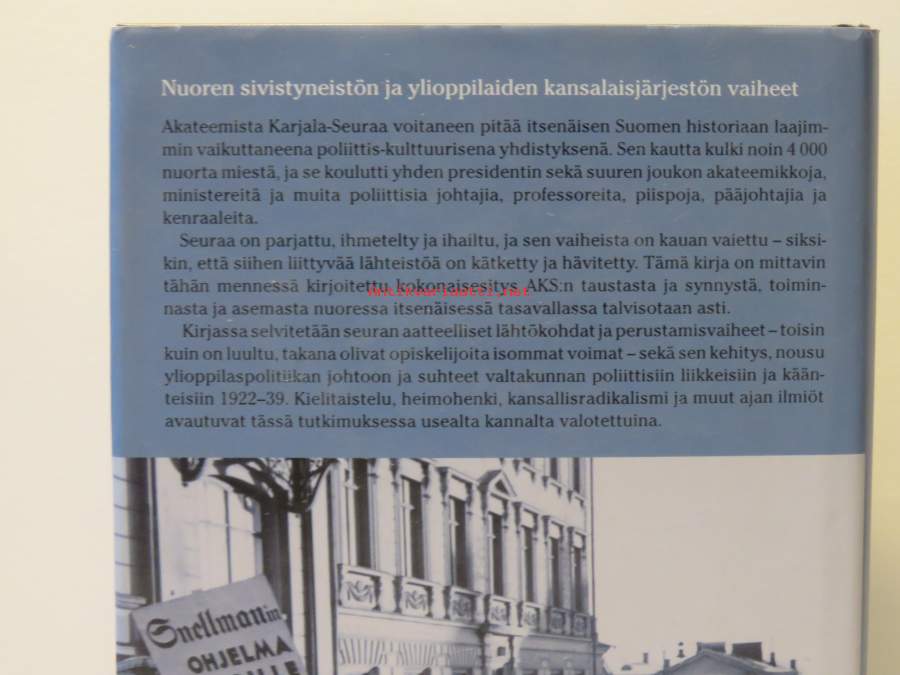 Nuoren sivistyneistön ja ylioppilaiden kansalaisjärjestön vaiheet
Akateemista Karjala-Seuraa voitaneen pitää itsenäisen Suomen historiaan laajim-
min vaikuttaneena poliittis-kulttuurisena yhdistyksenä. Sen kautta kulki noin 4 000
nuorta miestä, ja se koulutti yhden presidentin sekä suuren joukon akateemikkoja,
ministereitä ja muita poliittisia johtajia, professoreita, piispoja, pääjohtajia ja
kenraaleita.
Seuraa on parjattu, ihmetelty ja ihailtu, ja sen vaiheista on kauan vaiettu – siksi-
kin, että siihen liittyvää lähteistöä on kätketty ja hävitetty. Tämä kirja on mittavin
tähän mennessä kirjoitettu kokonaisesitys AKS:n taustasta ja synnystä, toimin-
nasta ja asemasta nuoressa itsenäisessä tasavallassa talvisotaan asti.
Kirjassa selvitetään seuran aatteelliset lähtökohdat ja perustamisvaiheet – toisin
kuin on luultu, takana olivat opiskelijoita isommat voimat – sekä sen kehitys, nousu
ylioppilaspolitiikan johtoon ja suhteet valtakunnan poliittisiin liikkeisiin ja kään-
teisiin 1922–39. Kielitaistelu, heimohenki, kansallisradikalismi ja muut ajan ilmiöt
avautuvat tässä tutkimuksessa usealta kannalta valotettuina.
Antikvariaatti.net
Snellmanin
OHJELMA